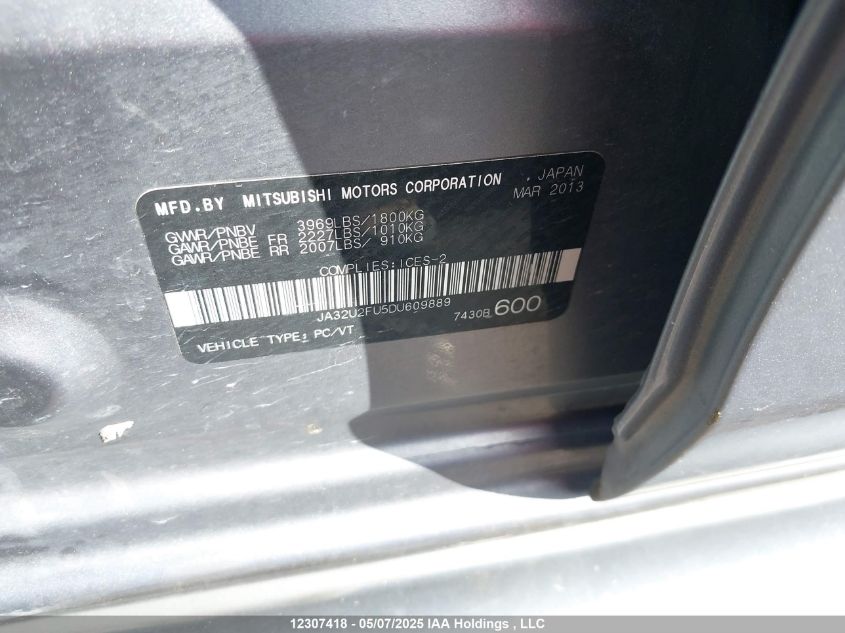 . JAPAN
MFD.BY MITSUBISHI MOTORS CORPORATION MAR 2013
GVWR/PNBV 3969LBS/1800KG
GAWR/PNBE FR 2227LBS/1010KG
GAWR/PNBE RR 2007LBS/ 910KG
COMPLIES:ICES-2
JA32U2FU5DU609889
7430B 600
VEHICLE TYPE: PC/VT
12307418 - 05/07/2025 IAA Holdings , LLC